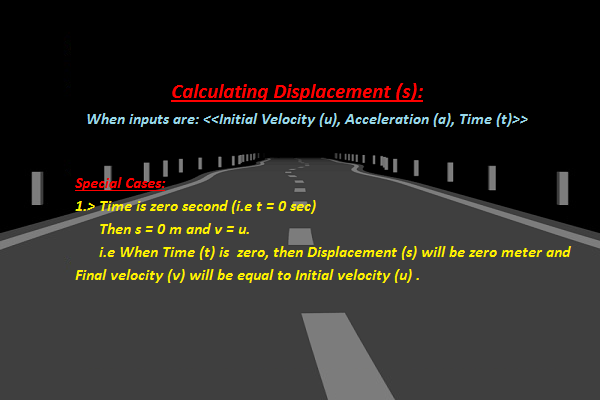 Calculating Displacement (s):
When inputs are: <<Initial Velocity (u), Acceleration (a), Time (t)>>
Special Cases:
1.> Time is zero second (i.e t = 0 sec)
Then s = 0 m and v = u.
i.e When Time (t) is  zero, then Displacement (s) will be zero meter and
Final velocity (v) will be equal to Initial velocity (u) .